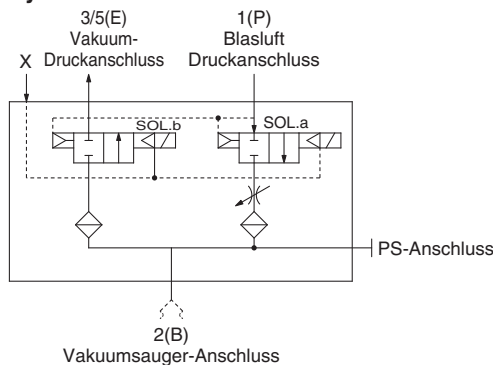 3/5(E)
Vakuum-
Druckanschluss
1(P)
Blasluft
Druckanschluss
X
SOL.b
SOL.a
PS-Anschluss
2(B)
Vakuumsauger-Anschluss